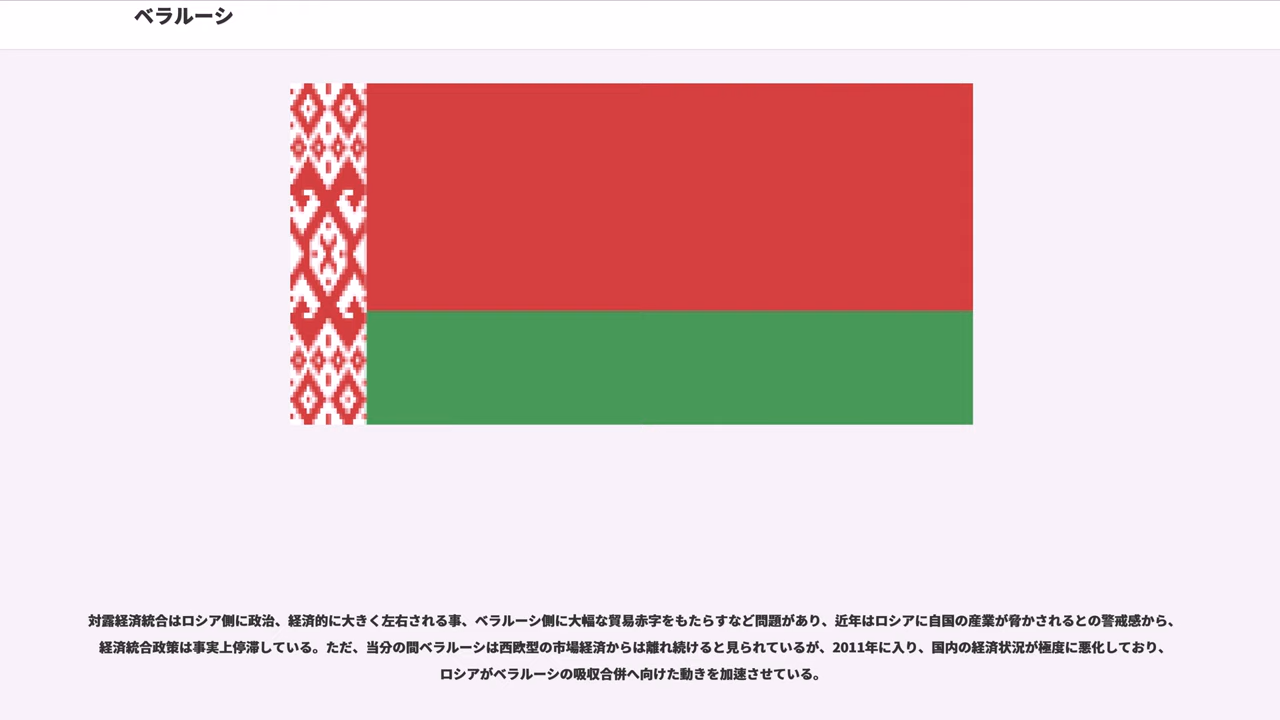 ベラルーシ
対露経済統合はロシア側に政治、経済的に大きく左右される事、ベラルーシ側に大幅な貿易赤字をもたらすなど問題があり、近年はロシアに自国の産業が脅かされるとの警戒感から、
経済統合政策は事実上停滞している。ただ、当分の間ベラルーシは西欧型の市場経済からは離れ続けると見られているが、2011年に入り、国内の経済状況が極度に悪化しており、
ロシアがベラルーシの吸収合併へ向けた動きを加速させている。